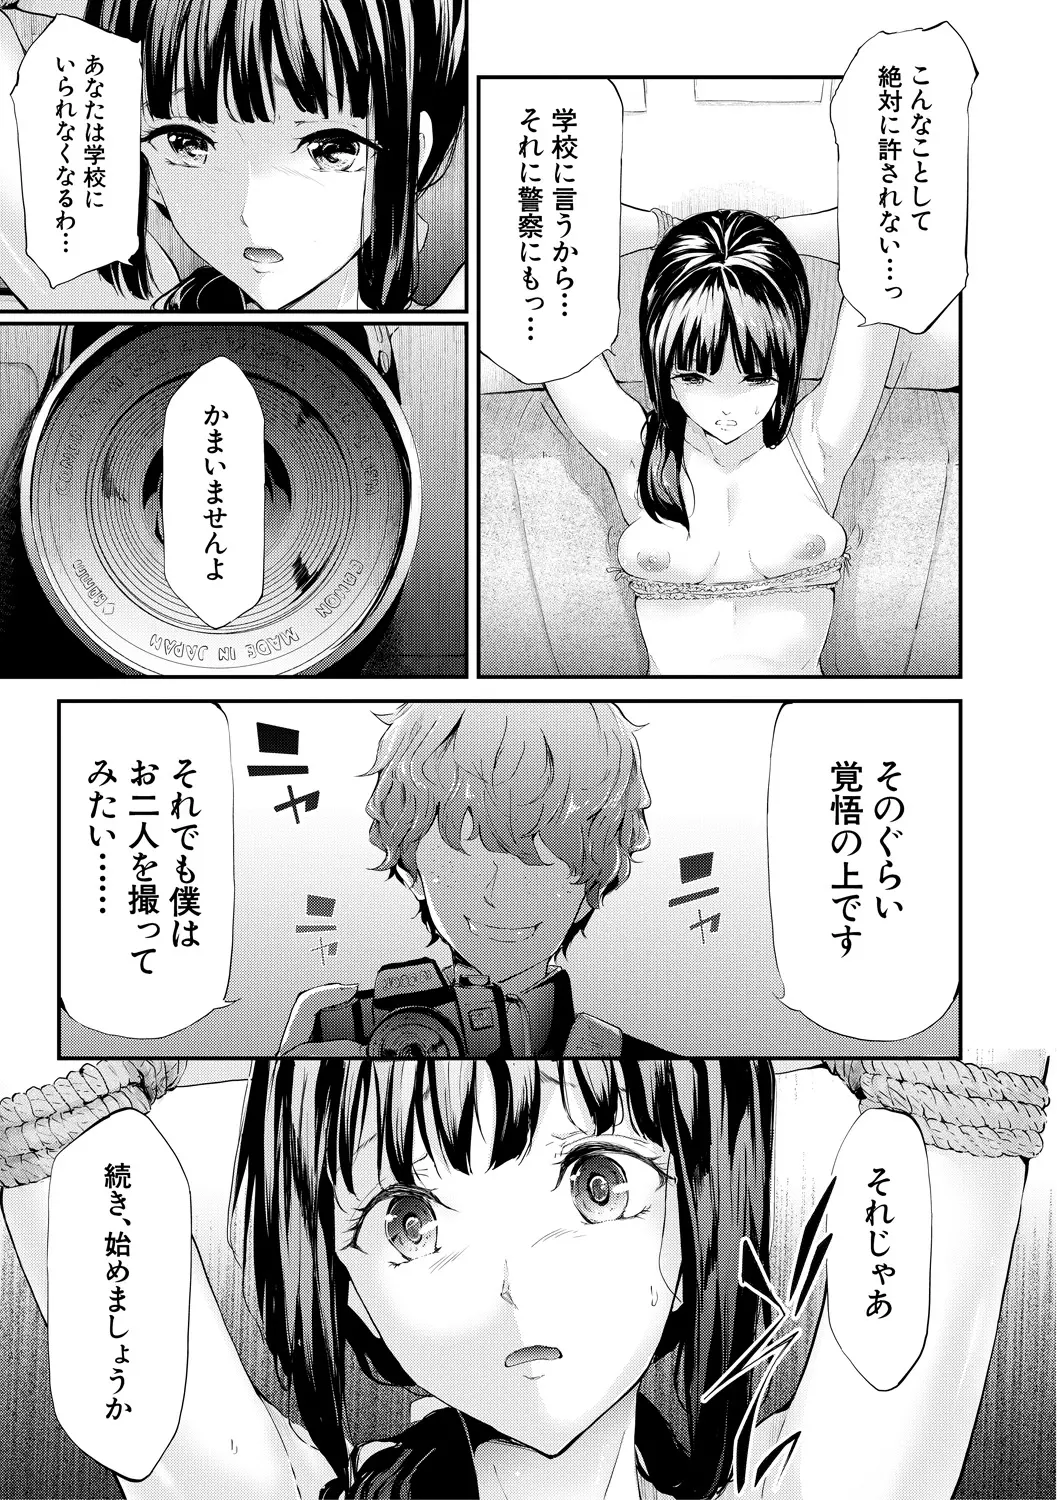 こんなことして
絶対に許されない…っ
学校に言うから…
それに警察にもっ…
あなたは学校に
いられなくなるわ…
かまいませんよ
MADE IN JAPAN
そのぐらい
覚悟の上です
ニヤ
ニヤ
それでも僕は
お二人を撮って
みたい……
それじゃあ
続き、始めましょうか